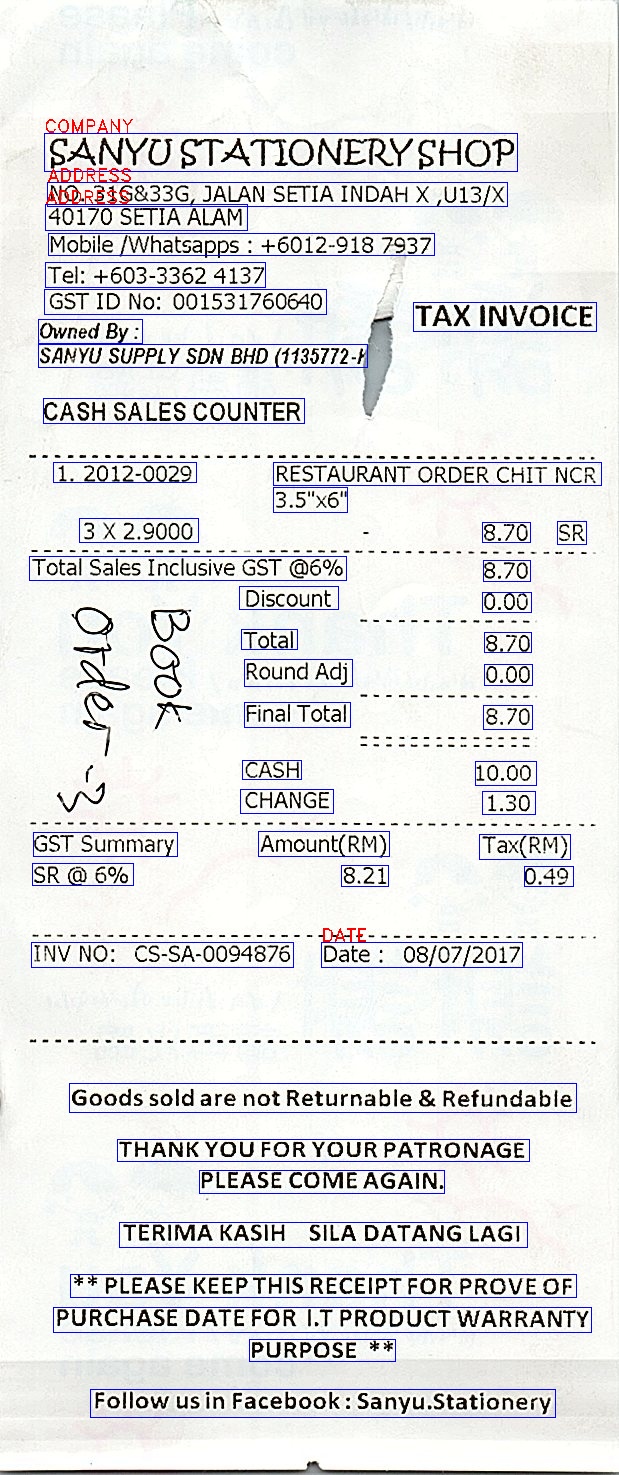 COMPANY
SANYU STATIONERY SHOP
ADDRESS
ADDRESS
NO. 31G&33G, JALAN SETIA INDAH X ,U13/X
40170 SETIA ALAM
Mobile /Whatsapps : +6012-918 7937
Tel: +603-3362 4137
GST ID No: 001531760640
TAX INVOICE
Owned By :
SANYU SUPPLY SDN BHD (1135772-K
CASH SALES COUNTER
1. 2012-0029 RESTAURANT ORDER CHIT NCR
3.5"x6"
3 X 2.9000 - 8.70 SR
Total Sales Inclusive GST @6% 8.70
Discount 0.00
Total 8.70
Round Adj 0.00
Final Total 8.70
CASH 10.00
CHANGE 1.30
Book
Order -3
GST Summary Amount(RM) Tax(RM)
SR @ 6% 8.21 0.49
DATE
INV NO: CS-SA-0094876 Date : 08/07/2017
Goods sold are not Returnable & Refundable
THANK YOU FOR YOUR PATRONAGE
PLEASE COME AGAIN.
TERIMA KASIH SILA DATANG LAGI
** PLEASE KEEP THIS RECEIPT FOR PROVE OF
PURCHASE DATE FOR I.T PRODUCT WARRANTY
PURPOSE **
Follow us in Facebook : Sanyu.Stationery